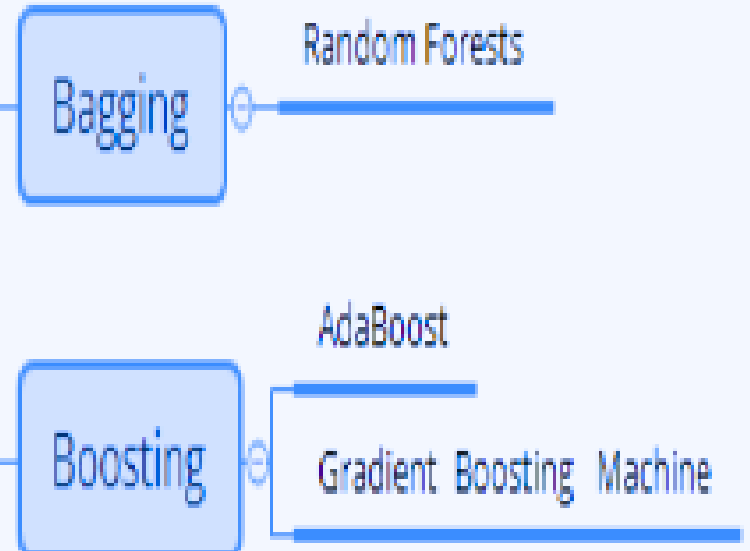 Random Forests
Bagging
AdaBoost
Boosting
Gradient Boosting Machine